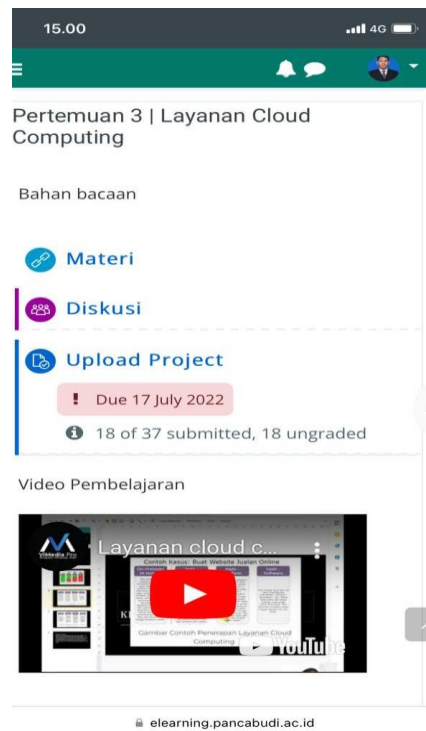 15.00
4G
Pertemuan 3 | Layanan Cloud
Computing
Bahan bacaan
Materi
Diskusi
Upload Project
! Due 17 July 2022
18 of 37 submitted, 18 ungraded
Video Pembelajaran
Layanan cloud c...
Contoh Kasus: Buat Website Jualan Online
Gambar Contoh Penerapan Layanan Cloud
Computing
YouTube
elearning.pancabudi.ac.id